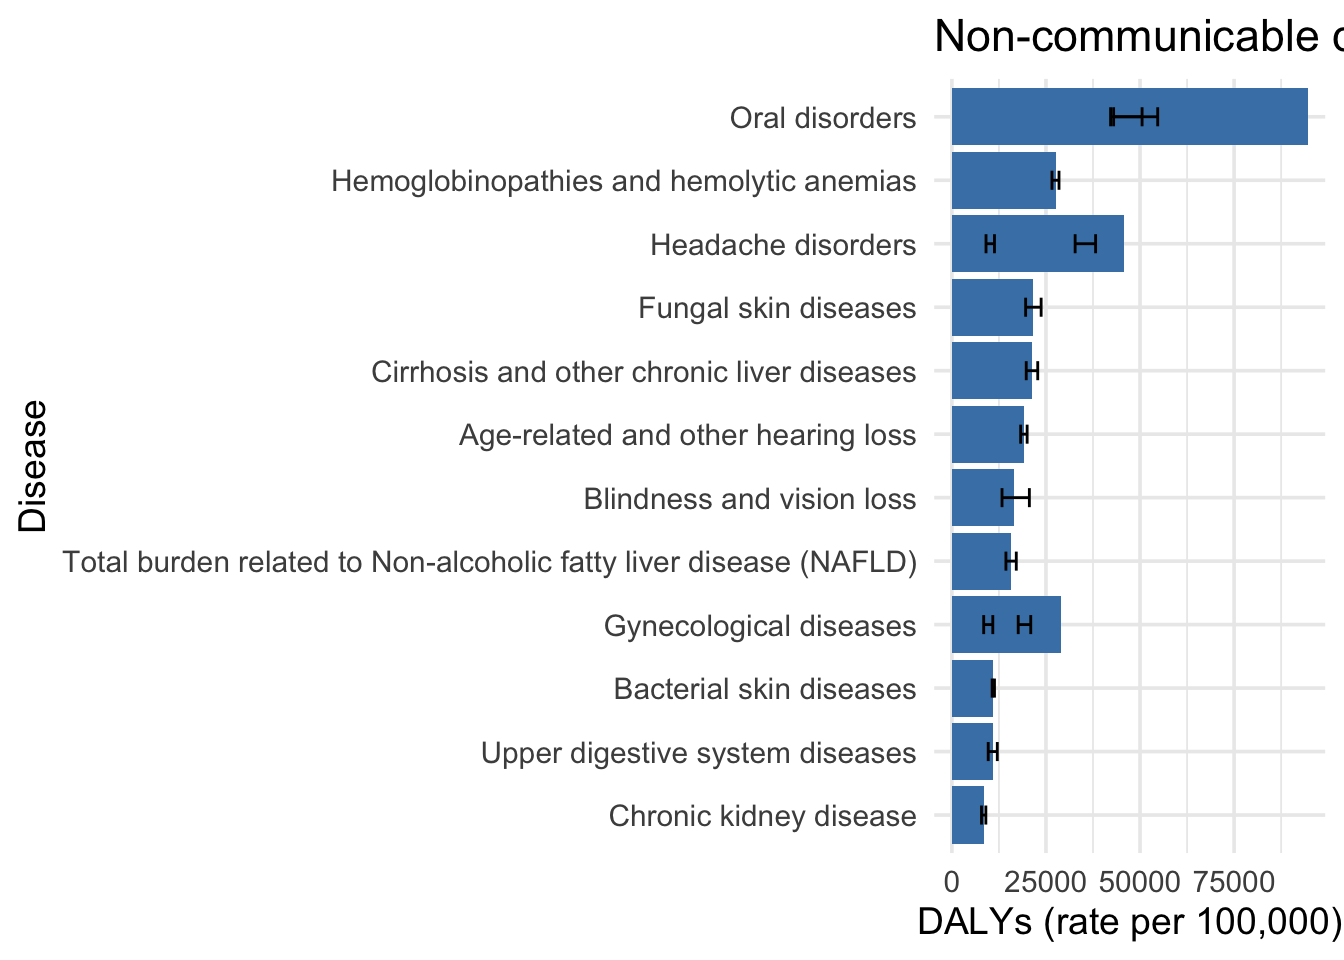 Non-communicable
Oral disorders
Hemoglobinopathies and hemolytic anemias
Headache disorders
Fungal skin diseases
Cirrhosis and other chronic liver diseases
Age-related and other hearing loss
Blindness and vision loss
Total burden related to Non-alcoholic fatty liver disease (NAFLD)
Gynecological diseases
Bacterial skin diseases
Upper digestive system diseases
Chronic kidney disease
Disease
0 25000 50000 75000
DALYs (rate per 100,000)